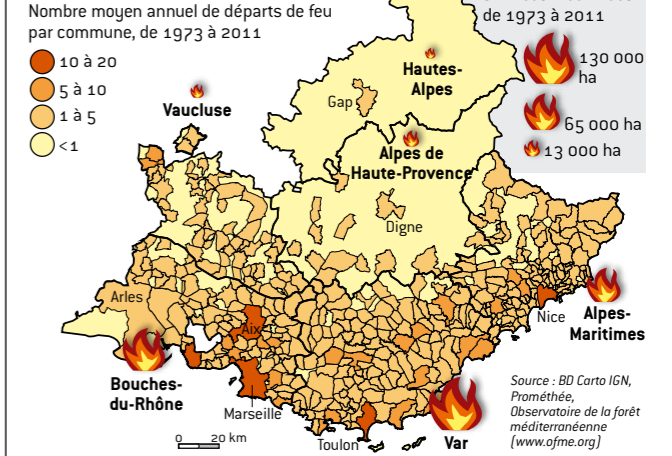 Nombre moyen annuel de départs de feu
par commune, de 1973 à 2011
10 à 20
5 à 10
1 à 5
<1
de 1973 à 2011
130 000
ha
65 000 ha
13 000 ha
Hautes-
Alpes
Gap
Vaucluse
Alpes de
Haute-Provence
Digne
Arles
Aix
Nice
Alpes-
Maritimes
Bouches-
du-Rhône
Marseille
Toulon
Var
0 20 km
Source : BD Carto IGN,
Prométhée,
Observatoire de la forêt
méditerranéenne
(www.ofme.org)